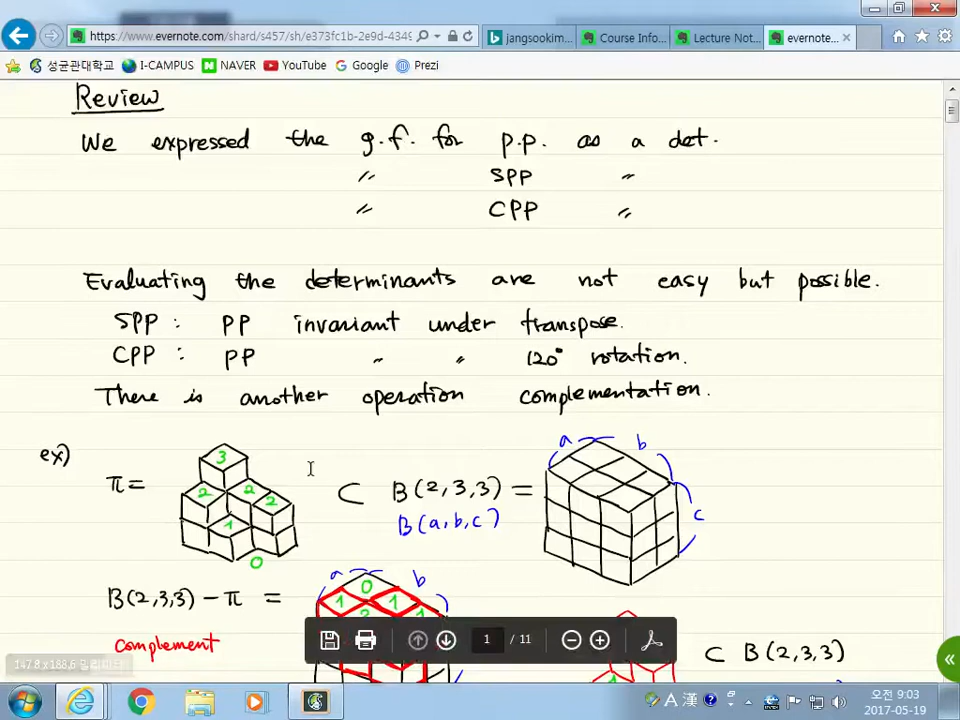 https://www.evernote.com/shard/s457/sh/e373fc1b-2e9d-4349
jangsookim...
Course Info...
Lecture Not...
evernote...
성균관대학교 I-CAMPUS NAVER YouTube Google Prezi
Review
We expressed the g.f. for p.p. as a det.
〃 SPP 〃
〃 CPP 〃
Evaluating the determinants are not easy but possible.
SPP : PP invariant under transpose.
CPP : PP 〃 〃 120° rotation.
There is another operation complementation.
ex)
π = 3 2 2 2 1 0 ⊂ B(2,3,3) = a b c
B(a,b,c)
B(2,3,3) - π = a b 0 1 1 1
complement
⊂ B(2,3,3)
1 / 11
A 漢
오전 9:03
2017-05-19